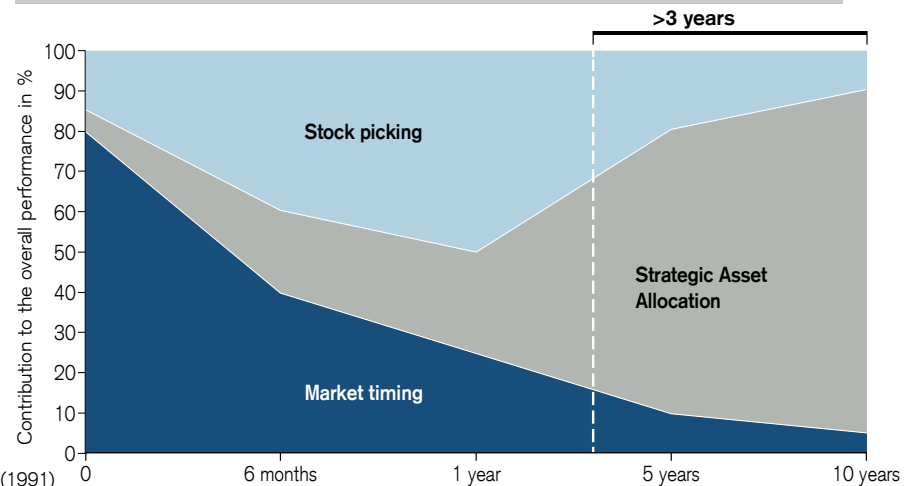 >3 years
Contribution to the overall performance in %
100
90
80
70
60
50
40
30
20
10
0
Stock picking
Strategic Asset
Allocation
Market timing
(1991)
0
6 months
1 year
5 years
10 years